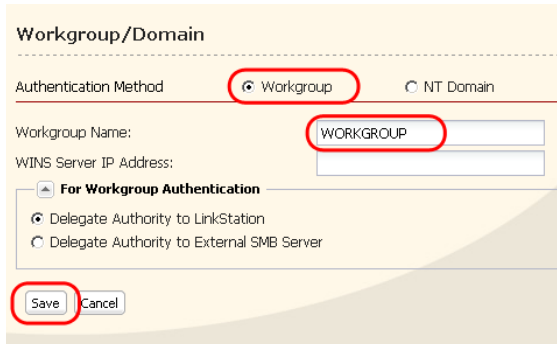 Workgroup/Domain
Authentication Method Workgroup NT Domain
Workgroup Name: WORKGROUP
WINS Server IP Address:
For Workgroup Authentication
Delegate Authority to LinkStation
Delegate Authority to External SMB Server
Save Cancel